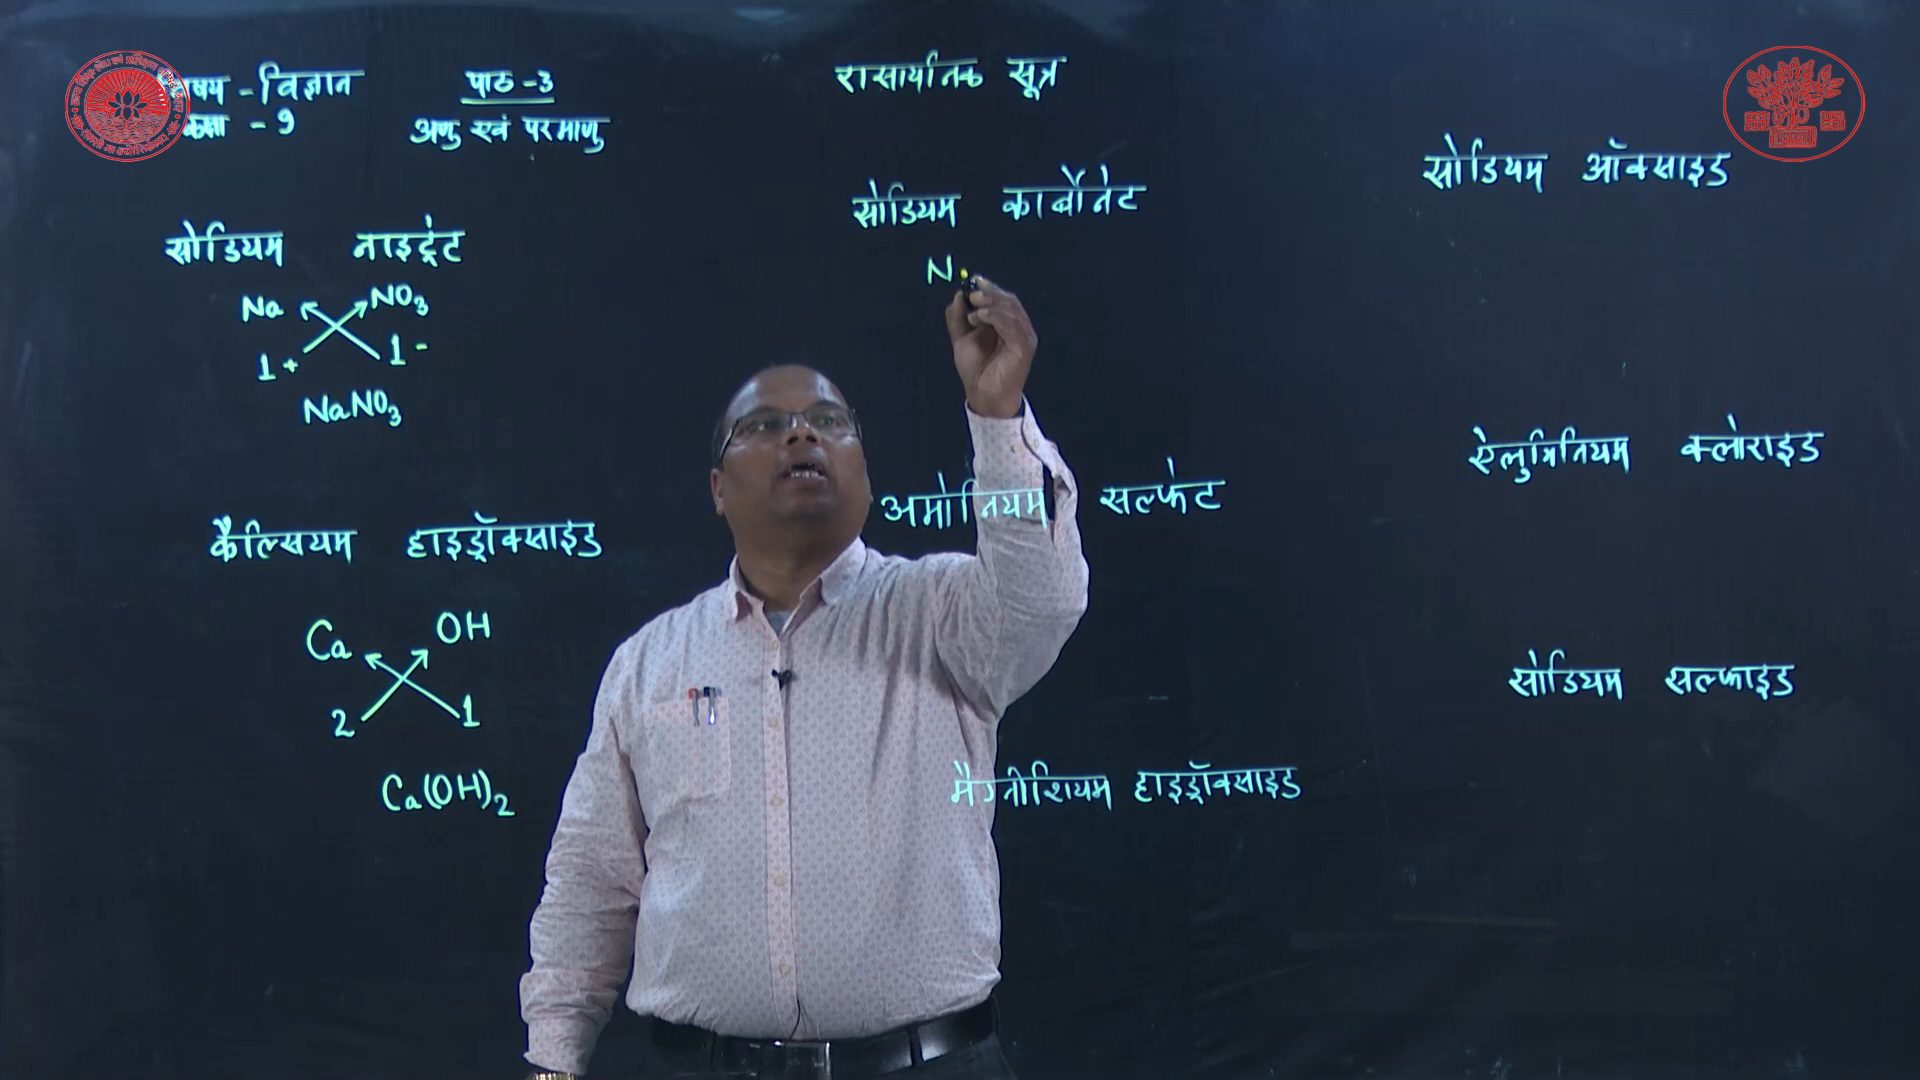 विषय - विज्ञान
कक्षा - 9
पाठ - 3
अणु एवं परमाणु
रासायनिक सूत्र
सोडियम नाइट्रेट
Na NO₃
1+ 1-
NaNO₃
कैल्सियम हाइड्रॉक्साइड
Ca OH
2 1
Ca(OH)₂
सोडियम कार्बोनेट
N
अमोनियम सल्फेट
मैग्नीशियम हाइड्रॉक्साइड
सोडियम ऑक्साइड
ऐलुमिनियम क्लोराइड
सोडियम सल्फाइड